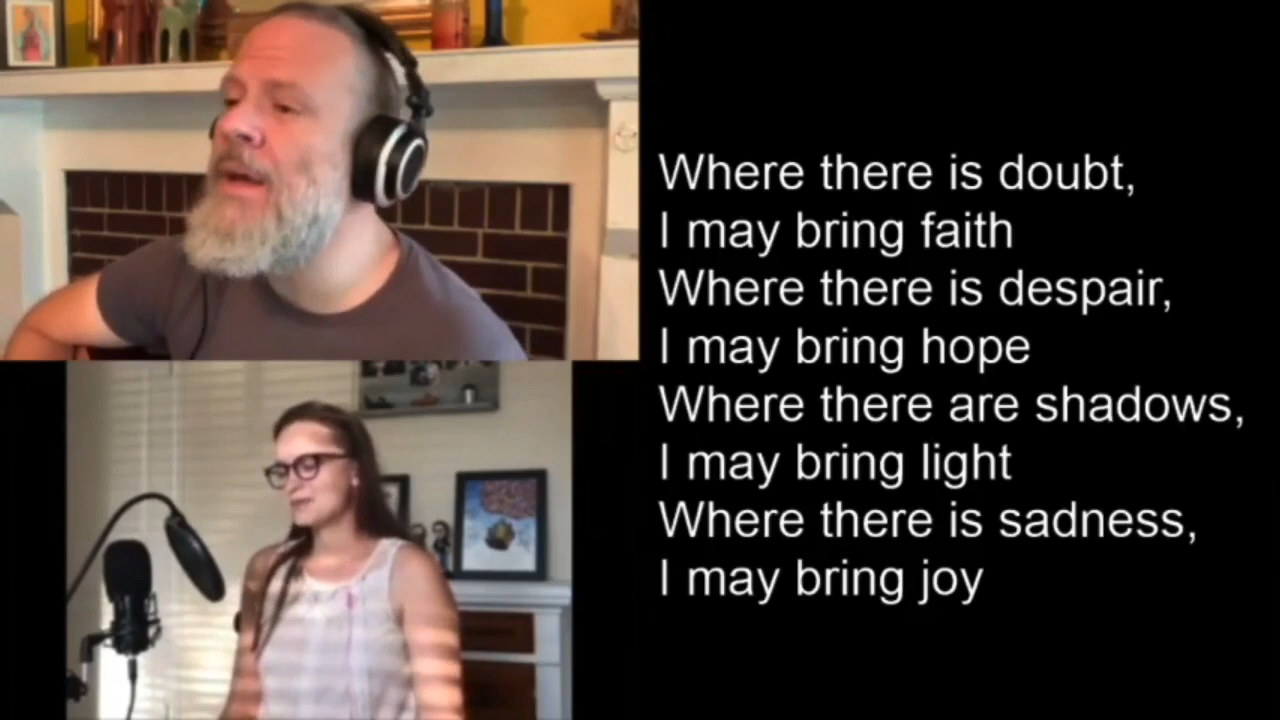 Where there is doubt,
I may bring faith
Where there is despair,
I may bring hope
Where there are shadows,
I may bring light
Where there is sadness,
I may bring joy